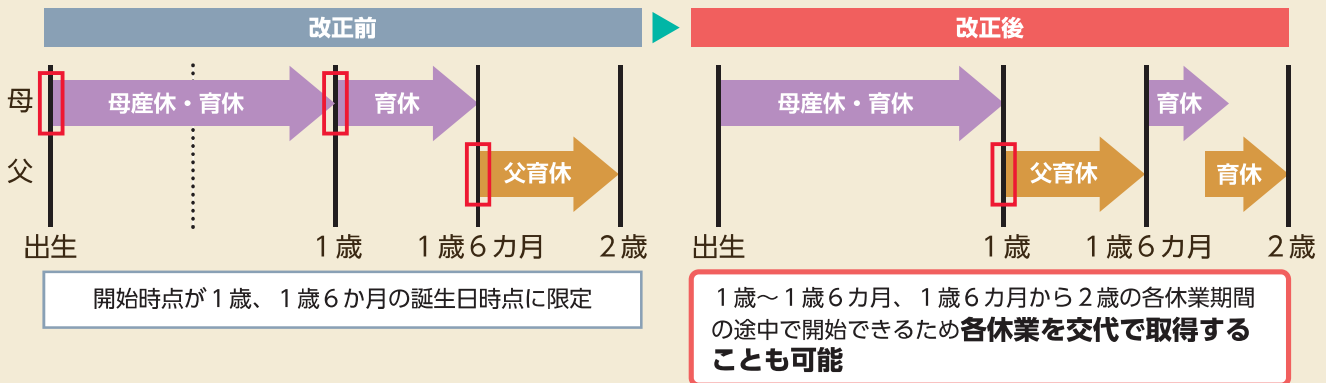 改正前
改正後
母
母産休・育休
育休
母産休・育休
育休
父
父育休
父育休
育休
出生
1歳
1歳6カ月
2歳
出生
1歳
1歳6カ月
2歳
開始時点が1歳、1歳6か月の誕生日時点に限定
1歳～1歳6カ月、1歳6カ月から2歳の各休業期間
の途中で開始できるため各休業を交代で取得する
ことも可能